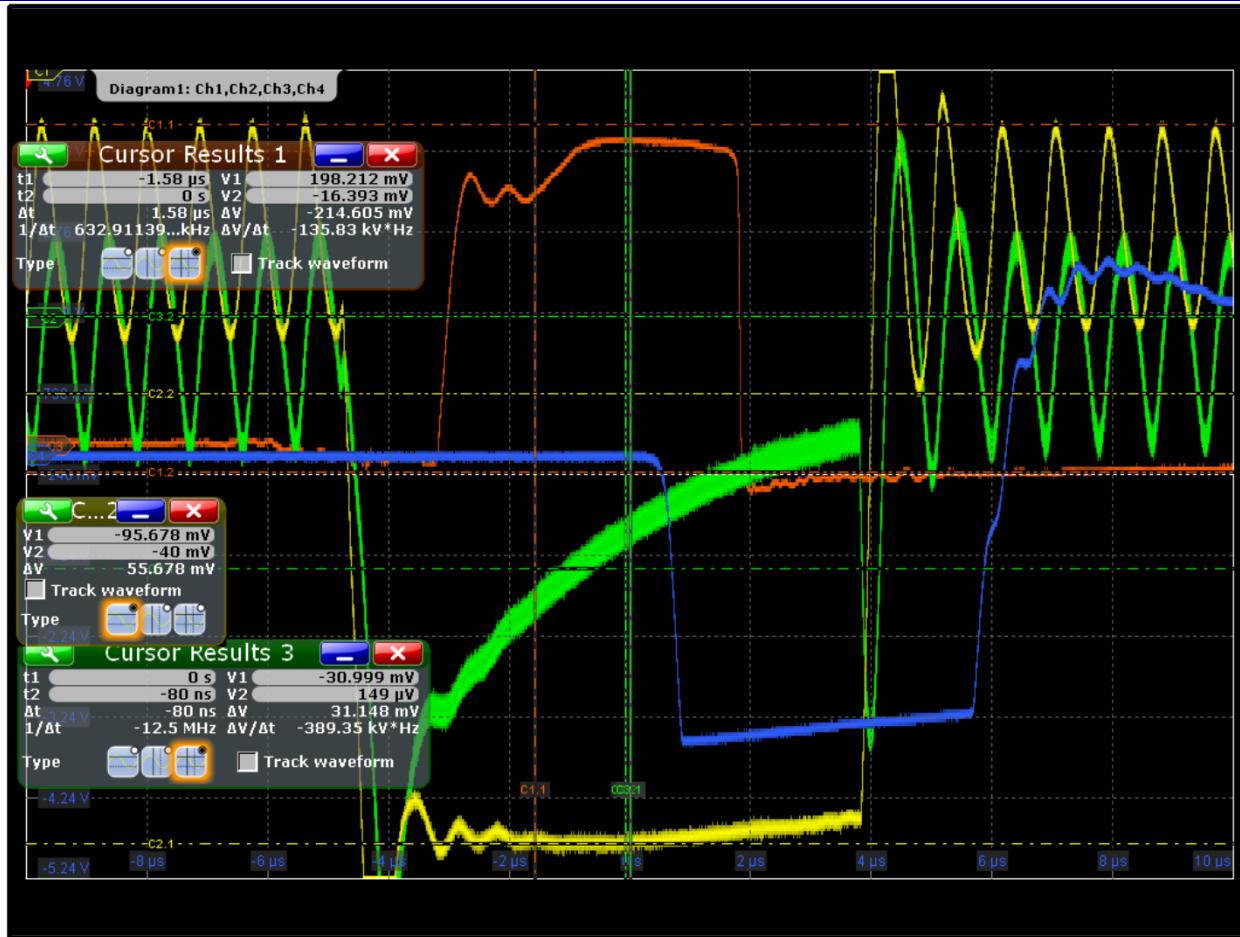 C1
4.76 V
Diagram1: Ch1,Ch2,Ch3,Ch4
C1.1
Cursor Results 1
t1 -1.58 µs V1 198.212 mV
t2 0 s V2 -16.393 mV
Δt 1.58 µs ΔV -214.605 mV
1/Δt 632.91139...kHz ΔV/Δt -135.83 kV*Hz
Type Track waveform
C3.2
C2.2
C3
C1.2
-240 mV
C...2
V1 -95.678 mV
V2 -40 mV
ΔV 55.678 mV
Track waveform
Type
-2.24 V
Cursor Results 3
t1 0 s V1 -30.999 mV
t2 -80 ns V2 149 µV
Δt -80 ns ΔV 31.148 mV
-3.24 V
1/Δt -12.5 MHz ΔV/Δt -389.35 kV*Hz
Type Track waveform
C1.1
-4.24 V
C2.1
-5.24 V
-8 µs -6 µs -4 µs -2 µs 2 µs 4 µs 6 µs 8 µs 10 µs